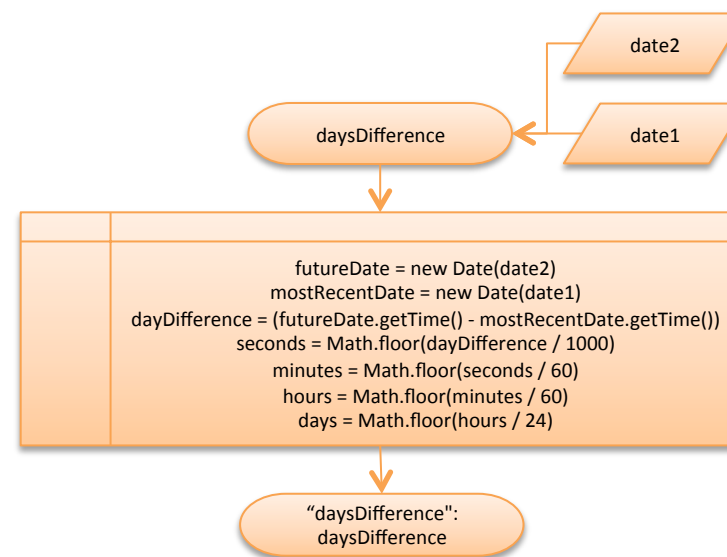 date2
daysDifference
date1
futureDate = new Date(date2)
mostRecentDate = new Date(date1)
dayDifference = (futureDate.getTime() - mostRecentDate.getTime())
seconds = Math.floor(dayDifference / 1000)
minutes = Math.floor(seconds / 60)
hours = Math.floor(minutes / 60)
days = Math.floor(hours / 24)
“daysDifference":
daysDifference